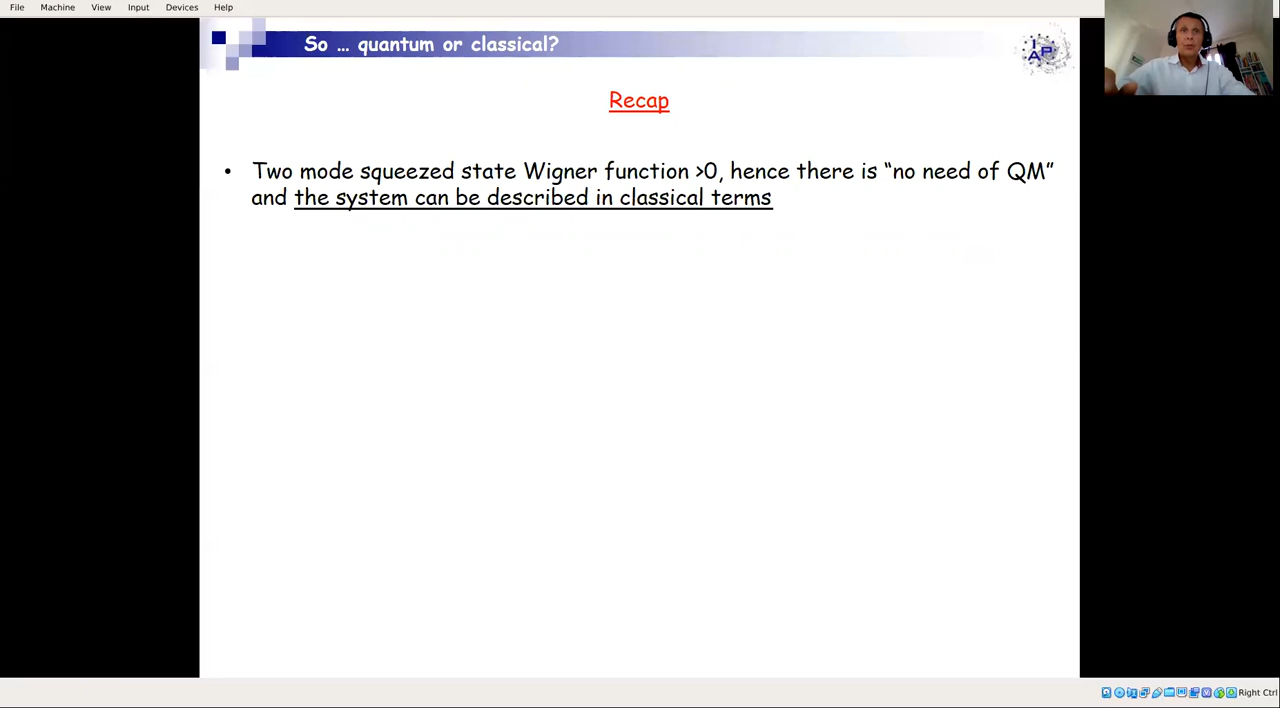 File Machine View Input Devices Help
So … quantum or classical?
IAP
Recap
• Two mode squeezed state Wigner function >0, hence there is “no need of QM”
and the system can be described in classical terms
Right Ctrl